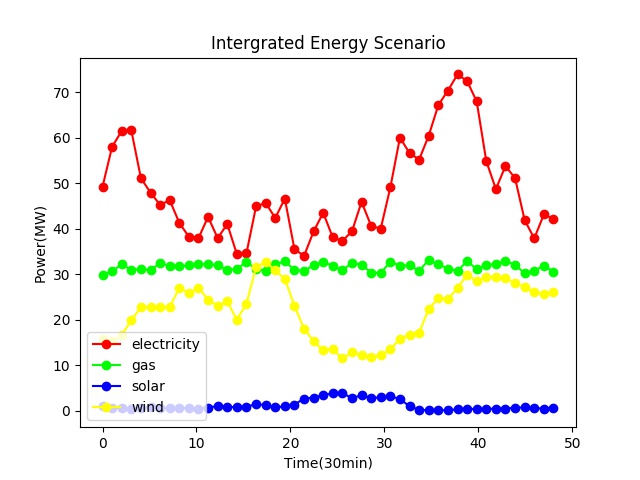 Intergrated Energy Scenario
Power(MW)
70
60
50
40
30
20
10
0
electricity
gas
solar
wind
0 10 20 30 40 50
Time(30min)